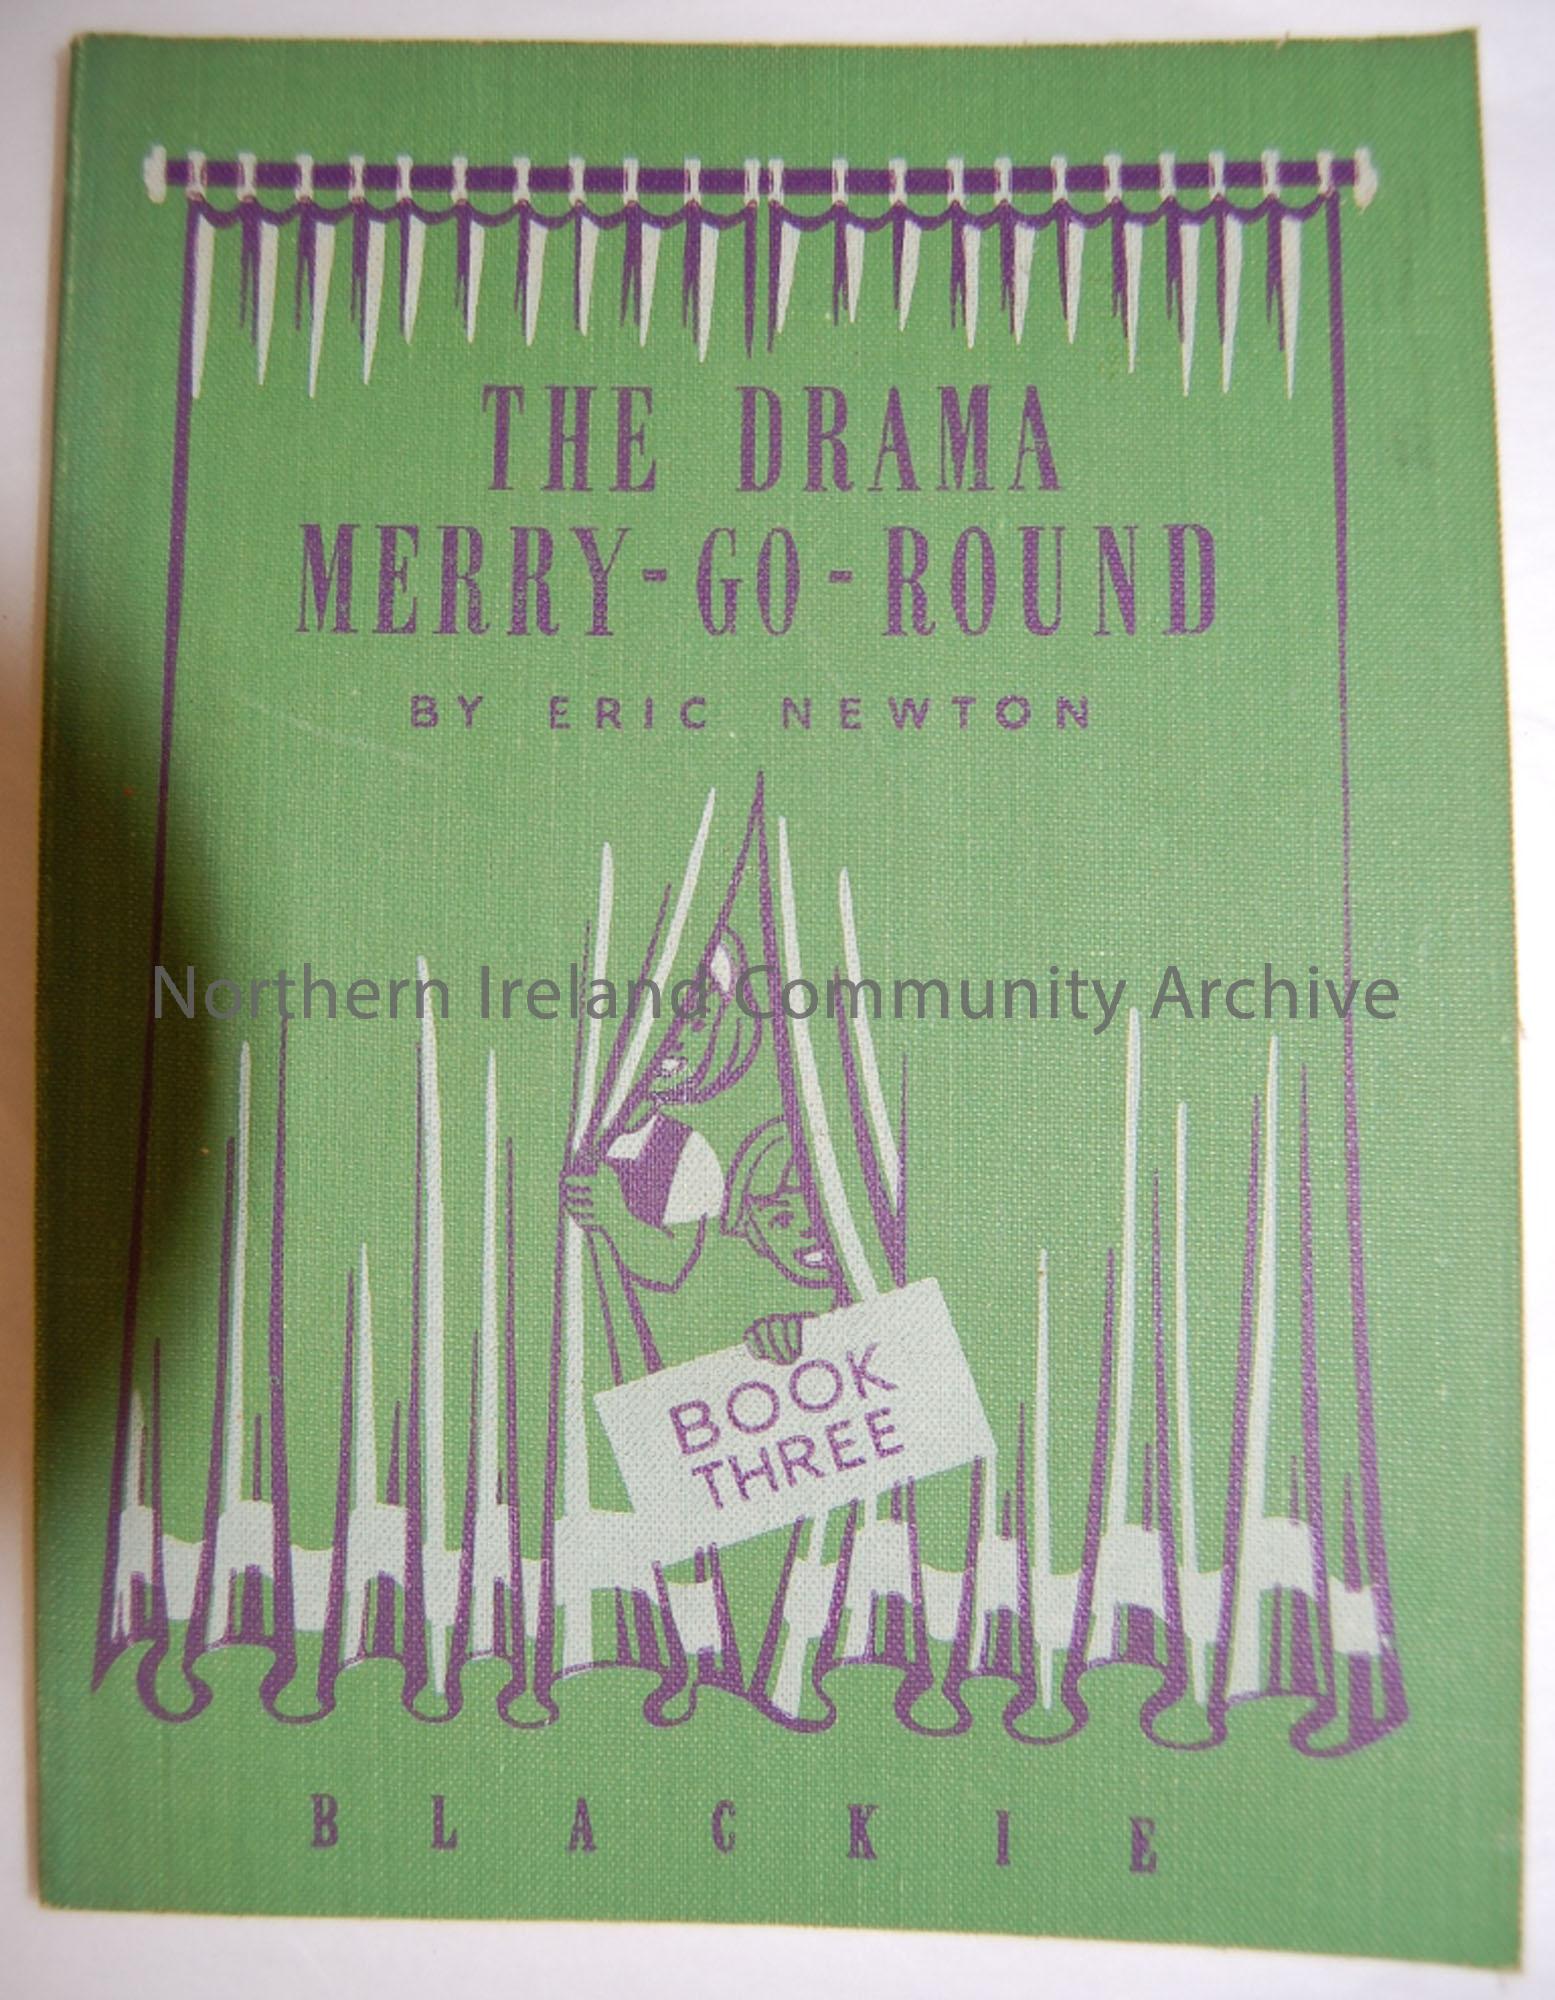 THE DRAMA
MERRY-GO-ROUND
BY ERIC NEWTON
Northern Ireland Community Archive
BOOK
THREE
BLACKIE